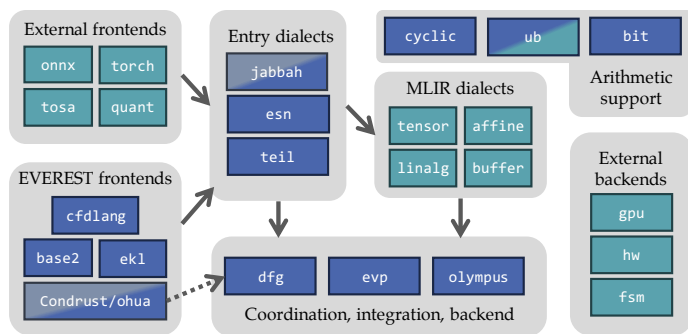 External frontends
onnx
torch
tosa
quant
EVEREST frontends
cfdlang
base2
ekl
Condrust/ohua
Entry dialects
jabbah
esn
teil
MLIR dialects
tensor
affine
linalg
buffer
cyclic
ub
bit
Arithmetic
support
External
backends
gpu
hw
fsm
dfg
evp
olympus
Coordination, integration, backend